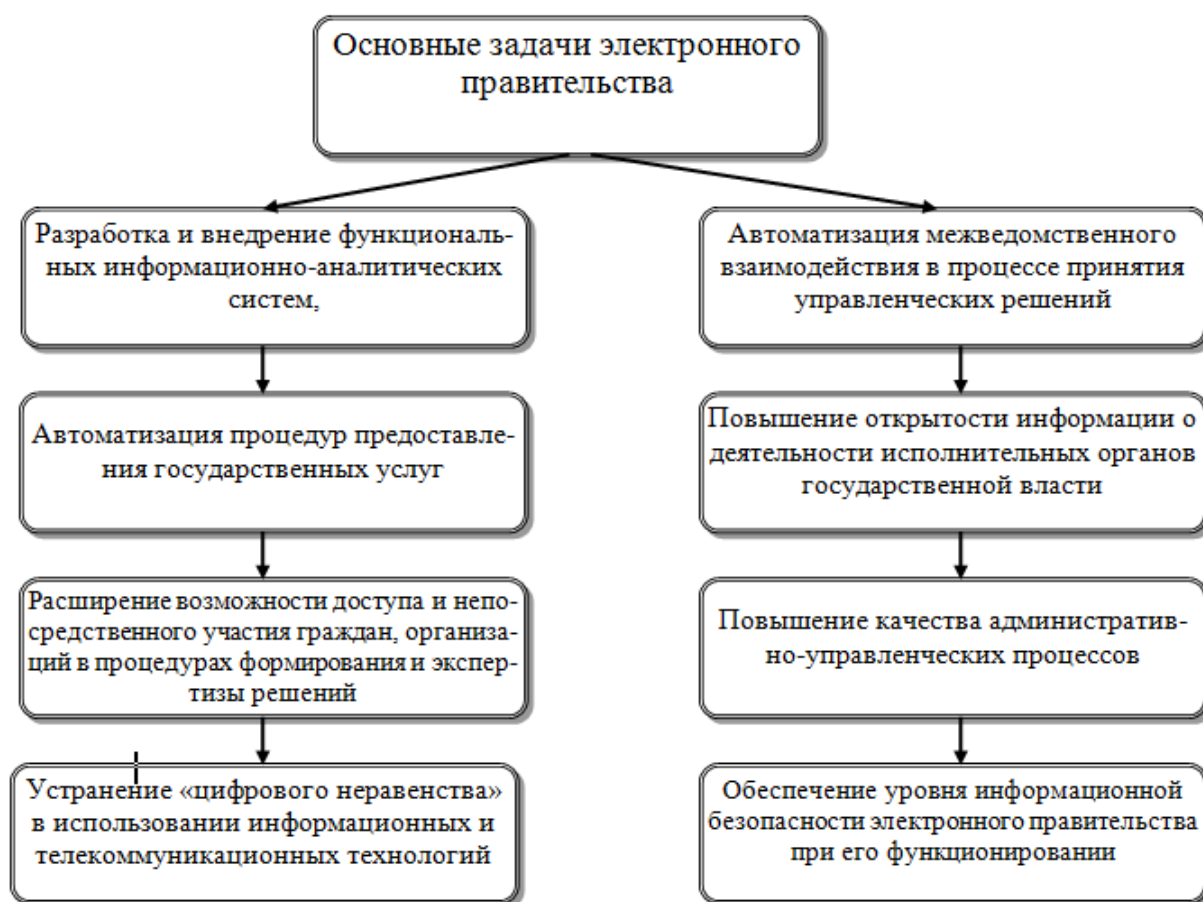 Основные задачи электронного
правительства
Разработка и внедрение функциональ-
ных информационно-аналитических
систем,
Автоматизация процедур предоставле-
ния государственных услуг
Расширение возможности доступа и непо-
средственного участия граждан, организа-
ций в процедурах формирования и экспер-
тизы решений
Устранение «цифрового неравенства»
в использовании информационных и
телекоммуникационных технологий
Автоматизация межведомственного
взаимодействия в процессе принятия
управленческих решений
Повышение открытости информации о
деятельности исполнительных органов
государственной власти
Повышение качества административ-
но-управленческих процессов
Обеспечение уровня информационной
безопасности электронного правительства
при его функционировании